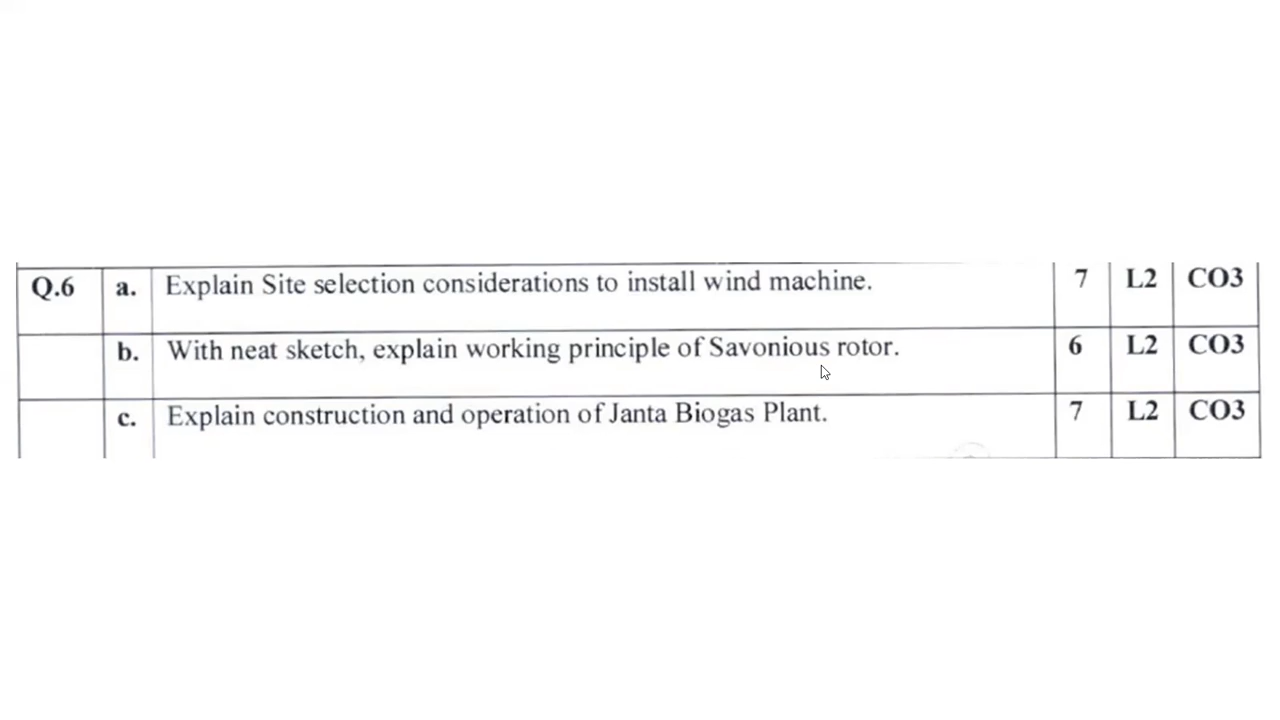 Q.6 a. Explain Site selection considerations to install wind machine. 7 L2 CO3
b. With neat sketch, explain working principle of Savonious rotor. 6 L2 CO3
c. Explain construction and operation of Janta Biogas Plant. 7 L2 CO3